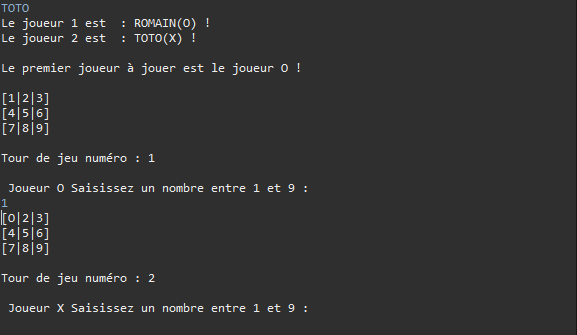 TOTO
Le joueur 1 est  : ROMAIN(O) !
Le joueur 2 est  : TOTO(X) !
Le premier joueur à jouer est le joueur O !
[1|2|3]
[4|5|6]
[7|8|9]
Tour de jeu numéro : 1
Joueur O Saisissez un nombre entre 1 et 9 :
1
[O|2|3]
[4|5|6]
[7|8|9]
Tour de jeu numéro : 2
Joueur X Saisissez un nombre entre 1 et 9 :